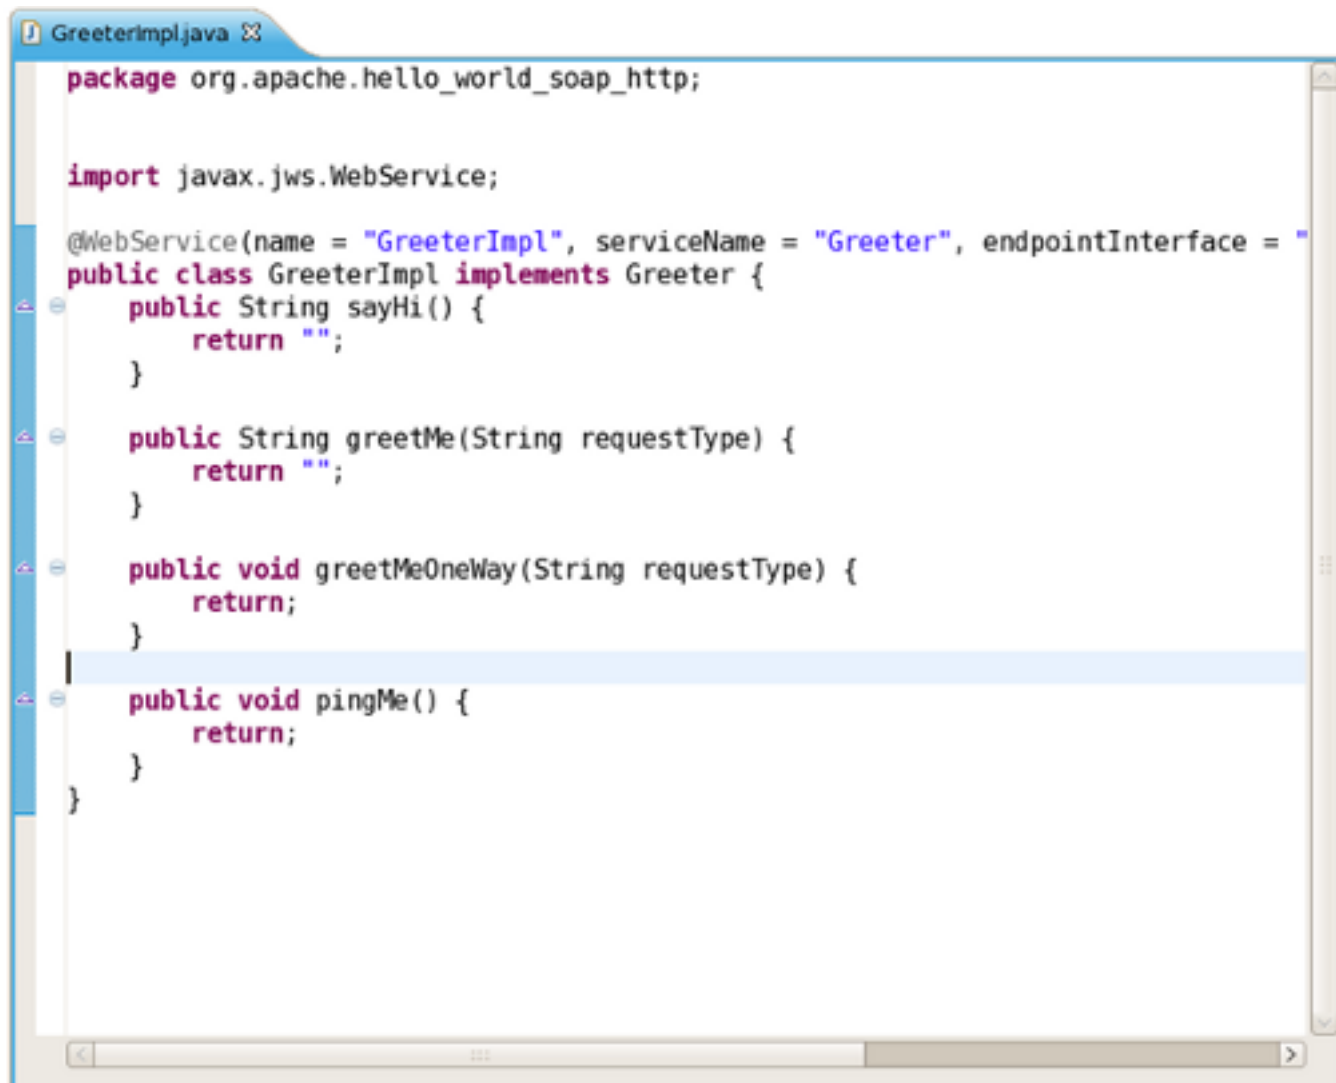 GreeterImpl.java
package org.apache.hello_world_soap_http;
import javax.jws.WebService;
@WebService(name = "GreeterImpl", serviceName = "Greeter", endpointInterface = "
public class GreeterImpl implements Greeter {
    public String sayHi() {
        return "";
    }
    public String greetMe(String requestType) {
        return "";
    }
    public void greetMeOneWay(String requestType) {
        return;
    }
    public void pingMe() {
        return;
    }
}